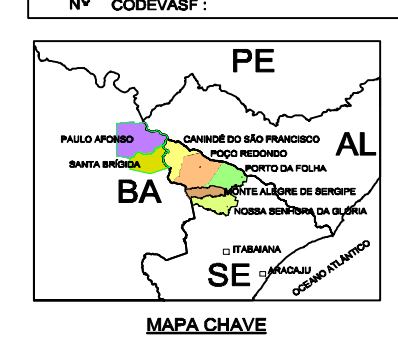 Nº CODEVASF :
PE
PAULO AFONSO
CANINDÉ DO SÃO FRANCISCO
AL
POÇO REDONDO
SANTA BRÍGIDA
PORTO DA FOLHA
BA
MONTE ALEGRE DE SERGIPE
NOSSA SENHORA DA GLÓRIA
ITABAIANA
SE
ARACAJU
OCEANO ATLÂNTICO
MAPA CHAVE